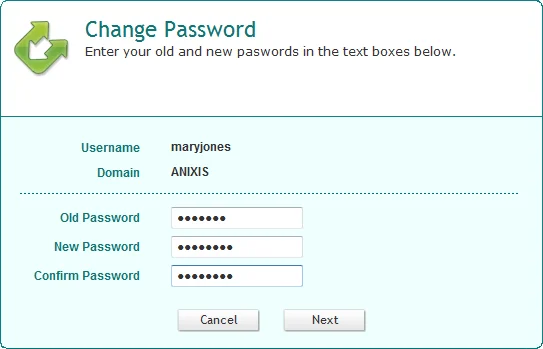 Change Password
Enter your old and new paswords in the text boxes below.
Username maryjones
Domain ANIXIS
Old Password •••••••
New Password ••••••••
Confirm Password ••••••••
Cancel Next